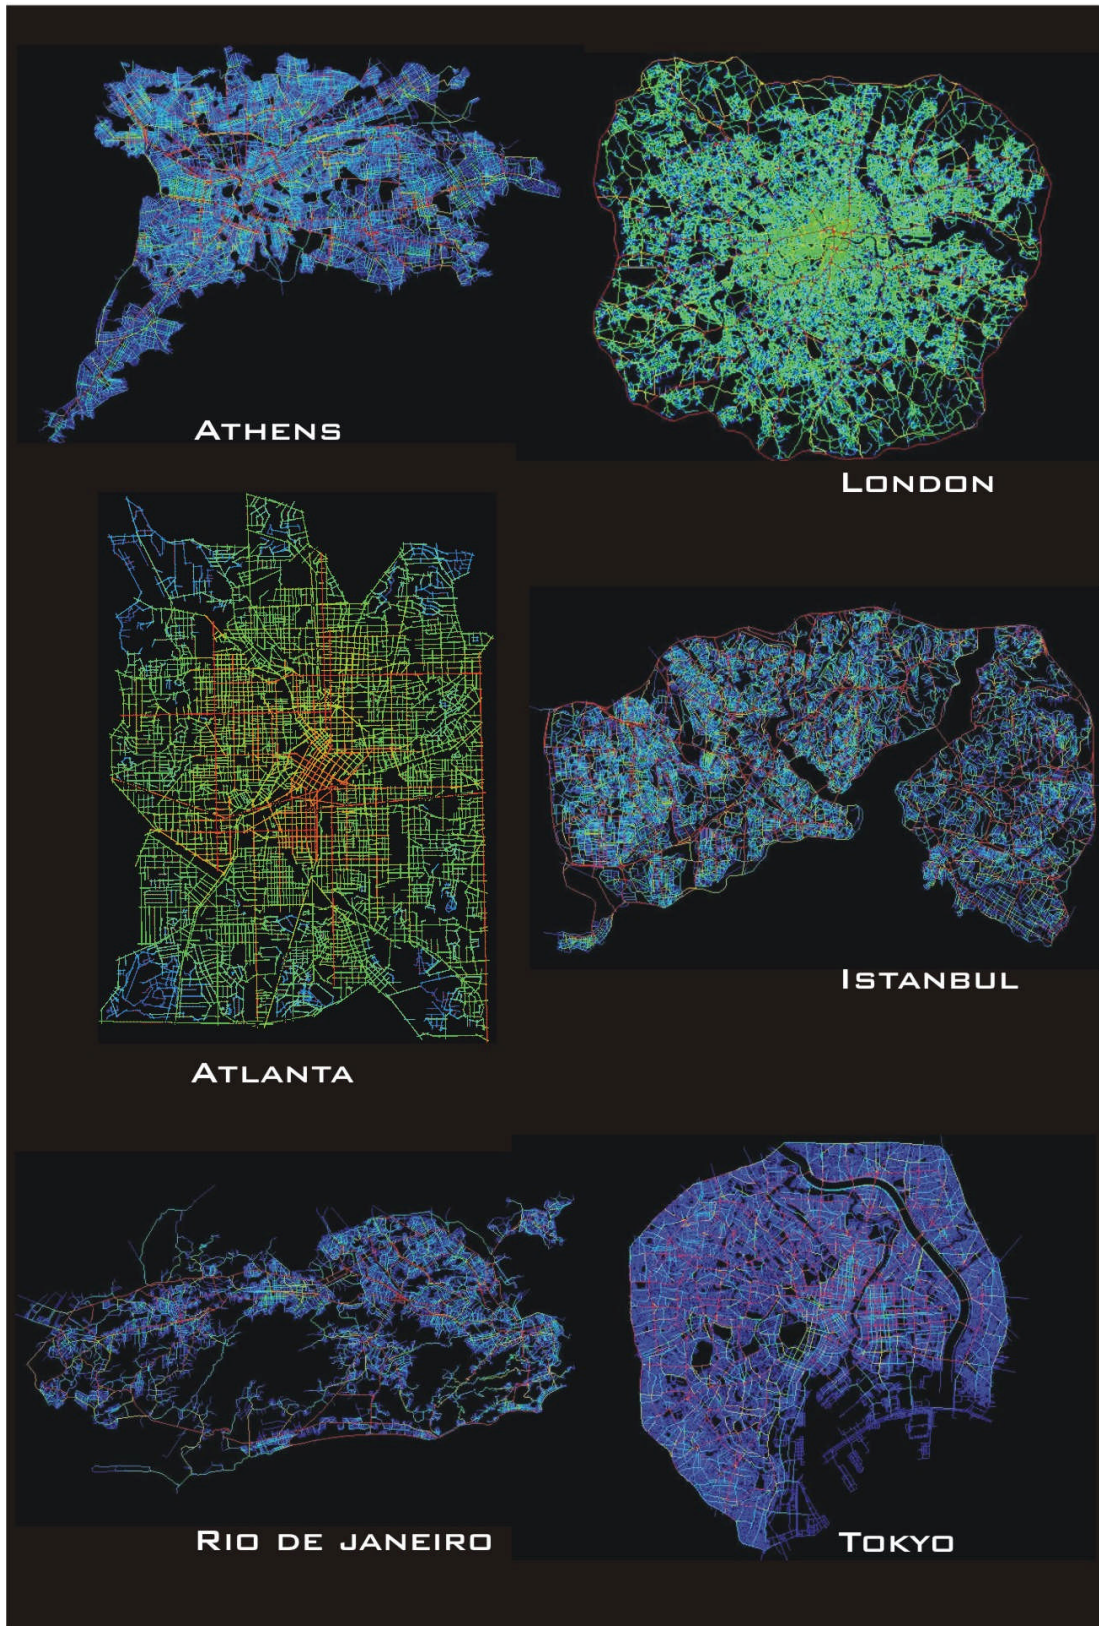 ATHENS
LONDON
ATLANTA
ISTANBUL
RIO DE JANEIRO
TOKYO